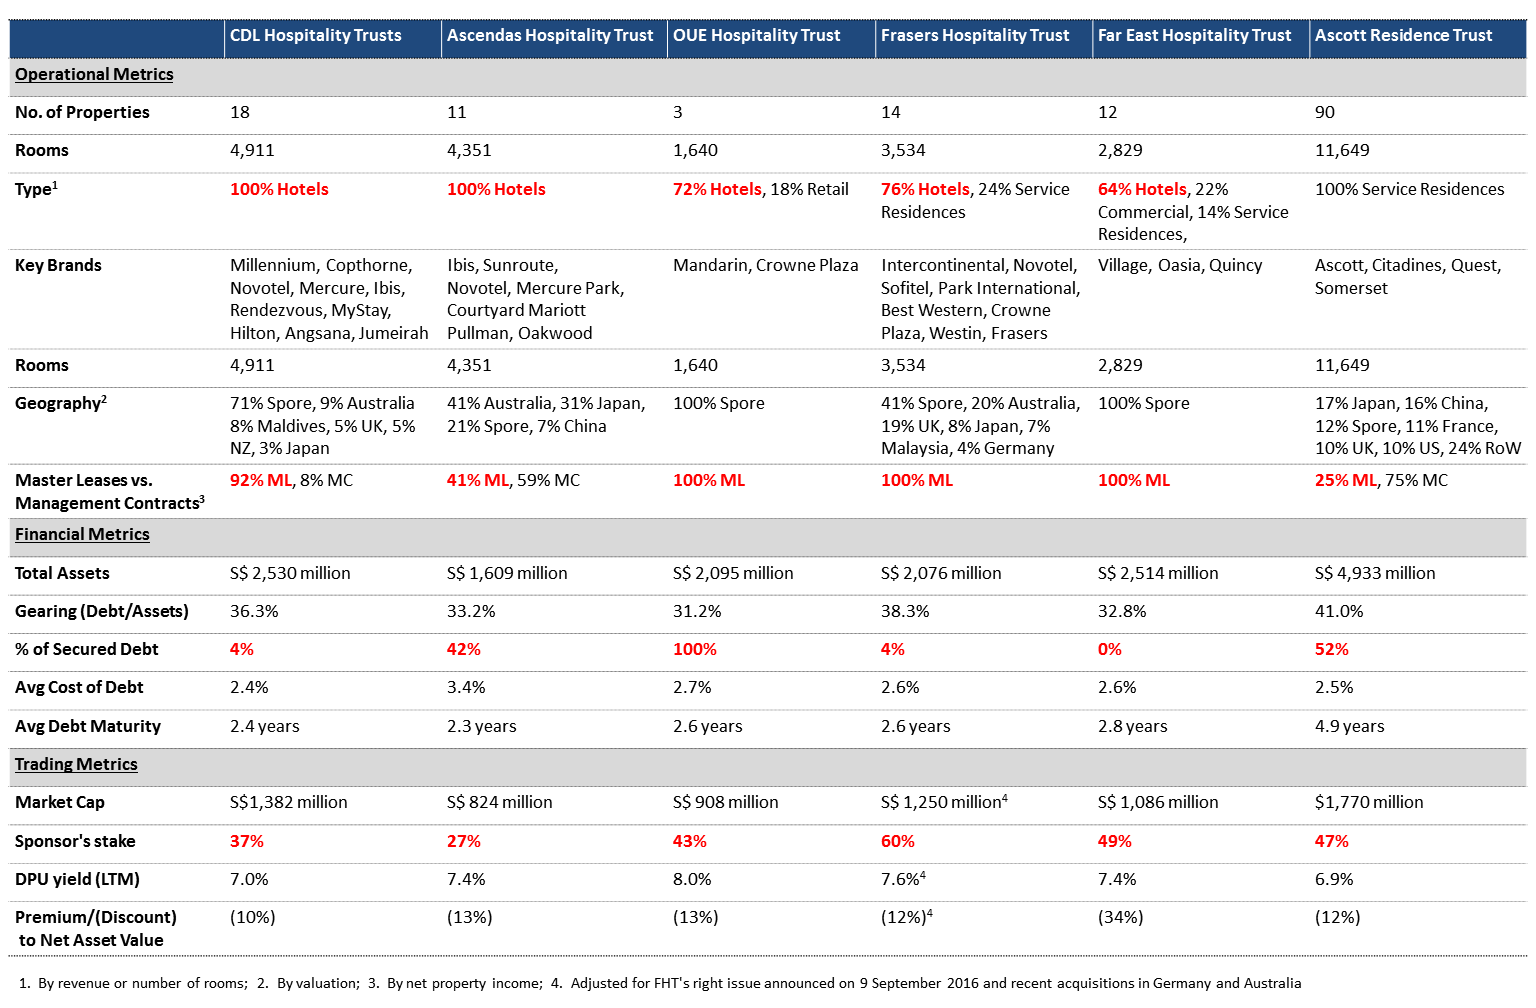 CDL Hospitality Trusts Ascendas Hospitality Trust OUE Hospitality Trust Frasers Hospitality Trust Far East Hospitality Trust Ascott Residence Trust
Operational Metrics
No. of Properties 18 11 3 14 12 90
Rooms 4,911 4,351 1,640 3,534 2,829 11,649
Type1 100% Hotels 100% Hotels 72% Hotels, 18% Retail 76% Hotels, 24% Service 64% Hotels, 22% 100% Service Residences
Residences Commercial, 14% Service
Residences,
Key Brands Millennium, Copthorne, Ibis, Sunroute, Mandarin, Crowne Plaza Intercontinental, Novotel, Village, Oasia, Quincy Ascott, Citadines, Quest,
Novotel, Mercure, Ibis, Novotel, Mercure Park, Sofitel, Park International, Somerset
Rendezvous, MyStay, Courtyard Mariott Best Western, Crowne
Hilton, Angsana, Jumeirah Pullman, Oakwood Plaza, Westin, Frasers
Rooms 4,911 4,351 1,640 3,534 2,829 11,649
Geography2 71% Spore, 9% Australia 41% Australia, 31% Japan, 100% Spore 41% Spore, 20% Australia, 100% Spore 17% Japan, 16% China,
8% Maldives, 5% UK, 5% 21% Spore, 7% China 19% UK, 8% Japan, 7% 12% Spore, 11% France,
NZ, 3% Japan Malaysia, 4% Germany 10% UK, 10% US, 24% RoW
Master Leases vs. 92% ML, 8% MC 41% ML, 59% MC 100% ML 100% ML 100% ML 25% ML, 75% MC
Management Contracts3
Financial Metrics
Total Assets S$ 2,530 million S$ 1,609 million S$ 2,095 million S$ 2,076 million S$ 2,514 million S$ 4,933 million
Gearing (Debt/Assets) 36.3% 33.2% 31.2% 38.3% 32.8% 41.0%
% of Secured Debt 4% 42% 100% 4% 0% 52%
Avg Cost of Debt 2.4% 3.4% 2.7% 2.6% 2.6% 2.5%
Avg Debt Maturity 2.4 years 2.3 years 2.6 years 2.6 years 2.8 years 4.9 years
Trading Metrics
Market Cap S$1,382 million S$ 824 million S$ 908 million S$ 1,250 million4 S$ 1,086 million $1,770 million
Sponsor's stake 37% 27% 43% 60% 49% 47%
DPU yield (LTM) 7.0% 7.4% 8.0% 7.6%4 7.4% 6.9%
Premium/(Discount) (10%) (13%) (13%) (12%)4 (34%) (12%)
to Net Asset Value
1. By revenue or number of rooms; 2. By valuation; 3. By net property income; 4. Adjusted for FHT's right issue announced on 9 September 2016 and recent acquisitions in Germany and Australia